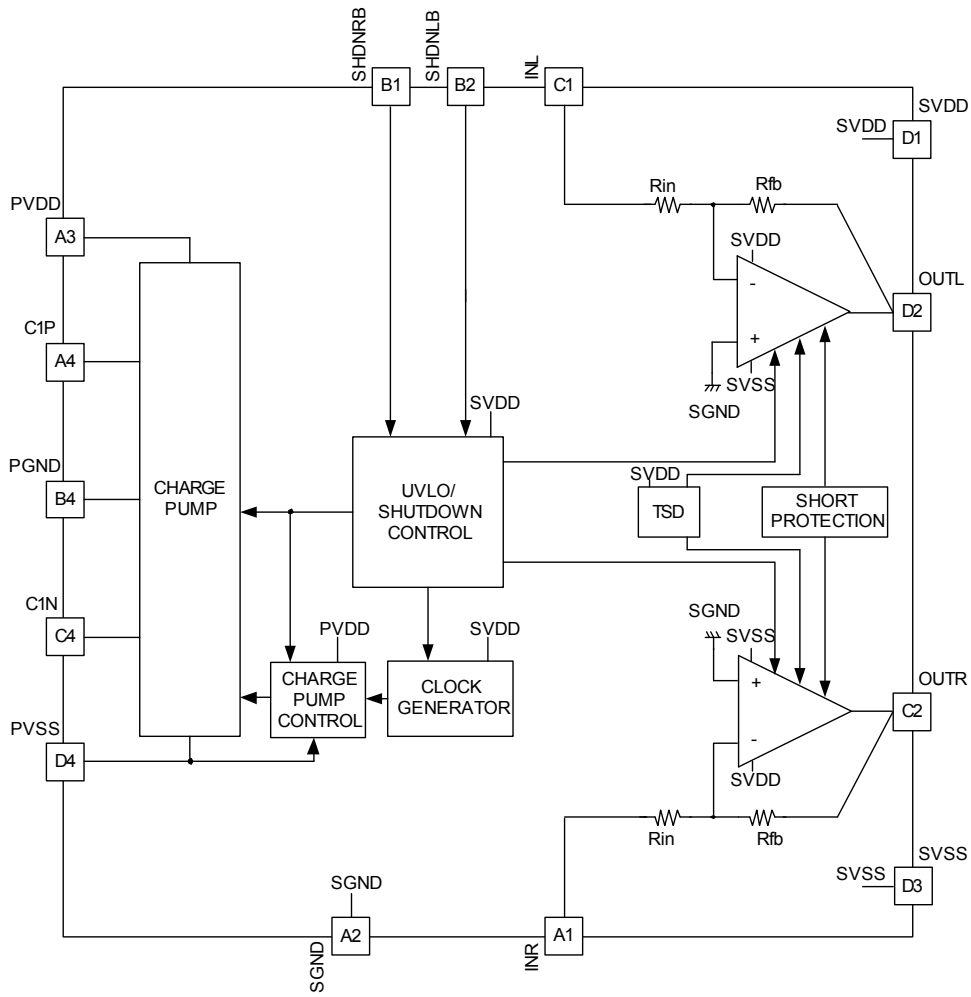 SHDNRB
SHDNLB
INL
B1
B2
C1
SVDD
SVDD
D1
PVDD
A3
Rin
Rfb
SVDD
-
+
SVSS
SGND
OUTL
D2
C1P
A4
SVDD
PGND
B4
CHARGE
PUMP
UVLO/
SHUTDOWN
CONTROL
SVDD
TSD
SHORT
PROTECTION
C1N
C4
PVDD
SVDD
SGND
SVSS
+
-
SVDD
OUTR
C2
CHARGE
PUMP
CONTROL
CLOCK
GENERATOR
PVSS
D4
Rin
Rfb
SVSS
SVSS
D3
SGND
A2
SGND
A1
INR